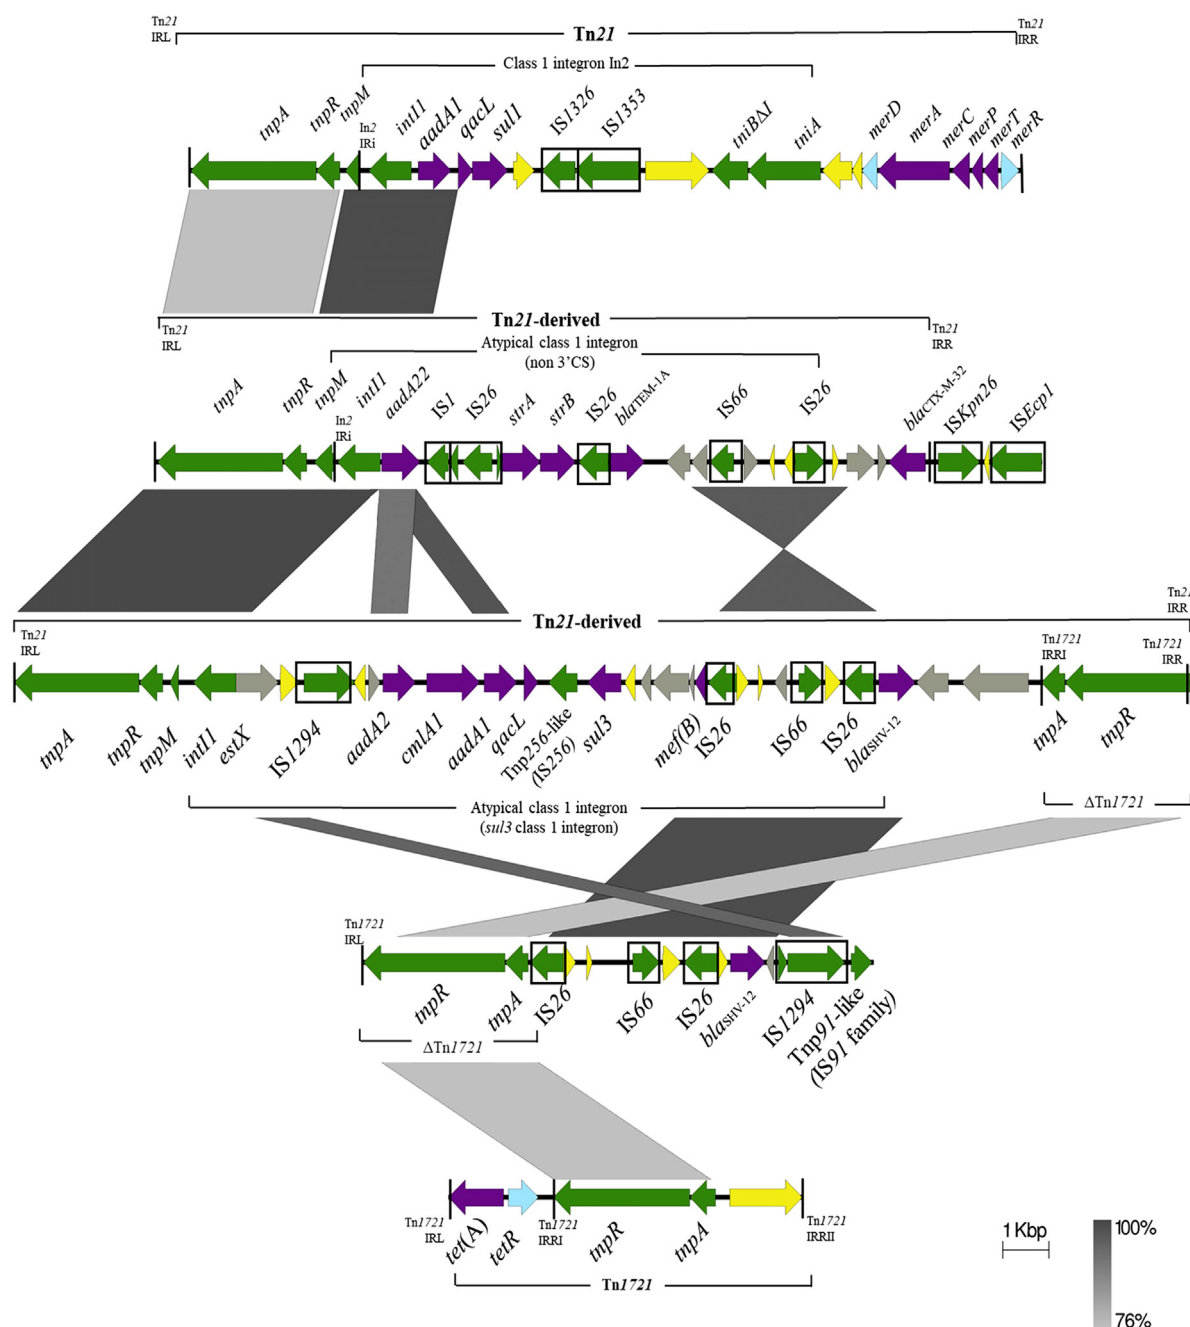 Tn21
IRL
Tn21
Tn21
IRR
Class 1 integron In2
tnpA
tnpR
tnpM
In2
IRi
intI1
aadA1
qacL
sul1
IS1326
IS1353
tniBΔI
tniA
merD
merA
merC
merP
merT
merR
Tn21
IRL
Tn21-derived
Tn21
IRR
Atypical class 1 integron
(non 3'CS)
tnpA
tnpR
tnpM
In2
IRi
intI1
aadA22
IS1
IS26
strA
strB
IS26
blaTEM-1A
IS66
IS26
blaCTX-M-32
ISKpn26
ISEcp1
Tn21
IRL
Tn21-derived
Tn21
IRR
Tn1721
IRRI
Tn1721
IRR
tnpA
tnpR
tnpM
intI1
estX
IS1294
aadA2
cmlA1
aadA1
qacL
Tnp256-like
(IS256)
sul3
mef(B)
IS26
IS66
IS26
blaSHV-12
tnpA
tnpR
Atypical class 1 integron
(sul3 class 1 integron)
ΔTn1721
Tn1721
IRL
tnpR
tnpA
IS26
IS66
IS26
blaSHV-12
IS1294
Tnp91-like
(IS91 family)
ΔTn1721
Tn1721
IRL
tet(A)
tetR
Tn1721
IRRI
tnpR
tnpA
Tn1721
IRRII
Tn1721
1 Kbp
100%
76%